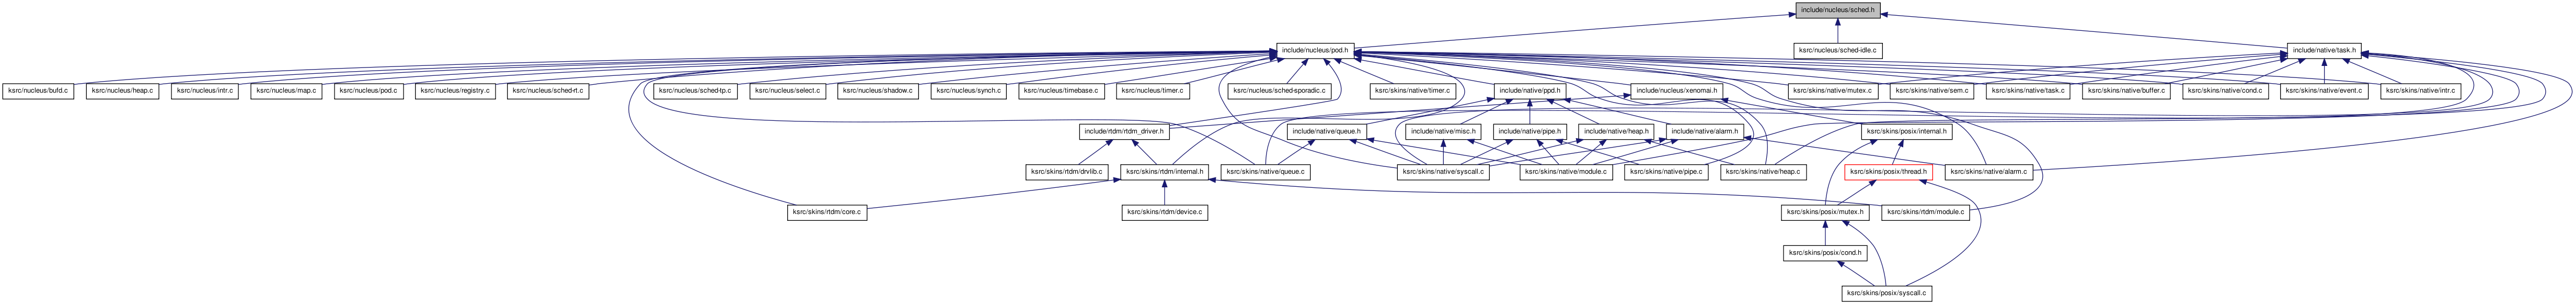 include/nucleus/sched.h
include/nucleus/pod.h
ksrc/nucleus/sched-idle.c
include/native/task.h
ksrc/nucleus/bufd.c
ksrc/nucleus/heap.c
ksrc/nucleus/intr.c
ksrc/nucleus/map.c
ksrc/nucleus/pod.c
ksrc/nucleus/registry.c
ksrc/nucleus/sched-rt.c
ksrc/nucleus/sched-tp.c
ksrc/nucleus/select.c
ksrc/nucleus/shadow.c
ksrc/nucleus/synch.c
ksrc/nucleus/timebase.c
ksrc/nucleus/timer.c
ksrc/nucleus/sched-sporadic.c
ksrc/skins/native/timer.c
include/native/ppd.h
include/nucleus/xenomai.h
ksrc/skins/native/mutex.c
ksrc/skins/native/sem.c
ksrc/skins/native/task.c
ksrc/skins/native/buffer.c
ksrc/skins/native/cond.c
ksrc/skins/native/event.c
ksrc/skins/native/intr.c
include/rtdm/rtdm_driver.h
include/native/queue.h
include/native/misc.h
include/native/pipe.h
include/native/heap.h
include/native/alarm.h
ksrc/skins/posix/internal.h
ksrc/skins/rtdm/drvlib.c
ksrc/skins/rtdm/internal.h
ksrc/skins/native/queue.c
ksrc/skins/native/syscall.c
ksrc/skins/native/module.c
ksrc/skins/native/pipe.c
ksrc/skins/native/heap.c
ksrc/skins/posix/thread.h
ksrc/skins/native/alarm.c
ksrc/skins/rtdm/core.c
ksrc/skins/rtdm/device.c
ksrc/skins/posix/mutex.h
ksrc/skins/rtdm/module.c
ksrc/skins/posix/cond.h
ksrc/skins/posix/syscall.c